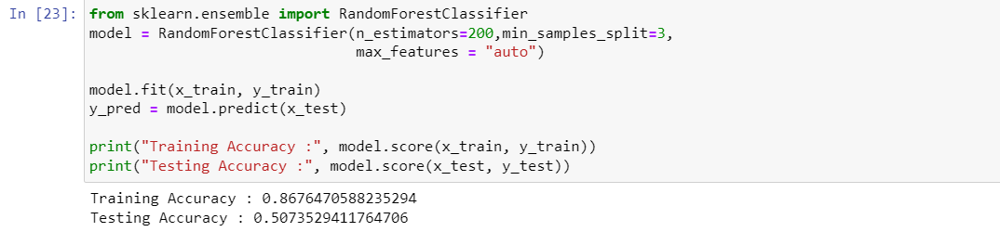 In [23]: from sklearn.ensemble import RandomForestClassifier
model = RandomForestClassifier(n_estimators=200,min_samples_split=3,
max_features = "auto")
model.fit(x_train, y_train)
y_pred = model.predict(x_test)
print("Training Accuracy :", model.score(x_train, y_train))
print("Testing Accuracy :", model.score(x_test, y_test))
Training Accuracy : 0.8676470588235294
Testing Accuracy : 0.5073529411764706